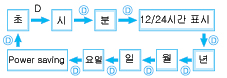 D
초 Ⓓ 시 Ⓓ 분 Ⓓ 12/24시간 표시
Ⓓ Ⓓ
Power saving Ⓓ 요일 Ⓓ 일 Ⓓ 월 Ⓓ 년